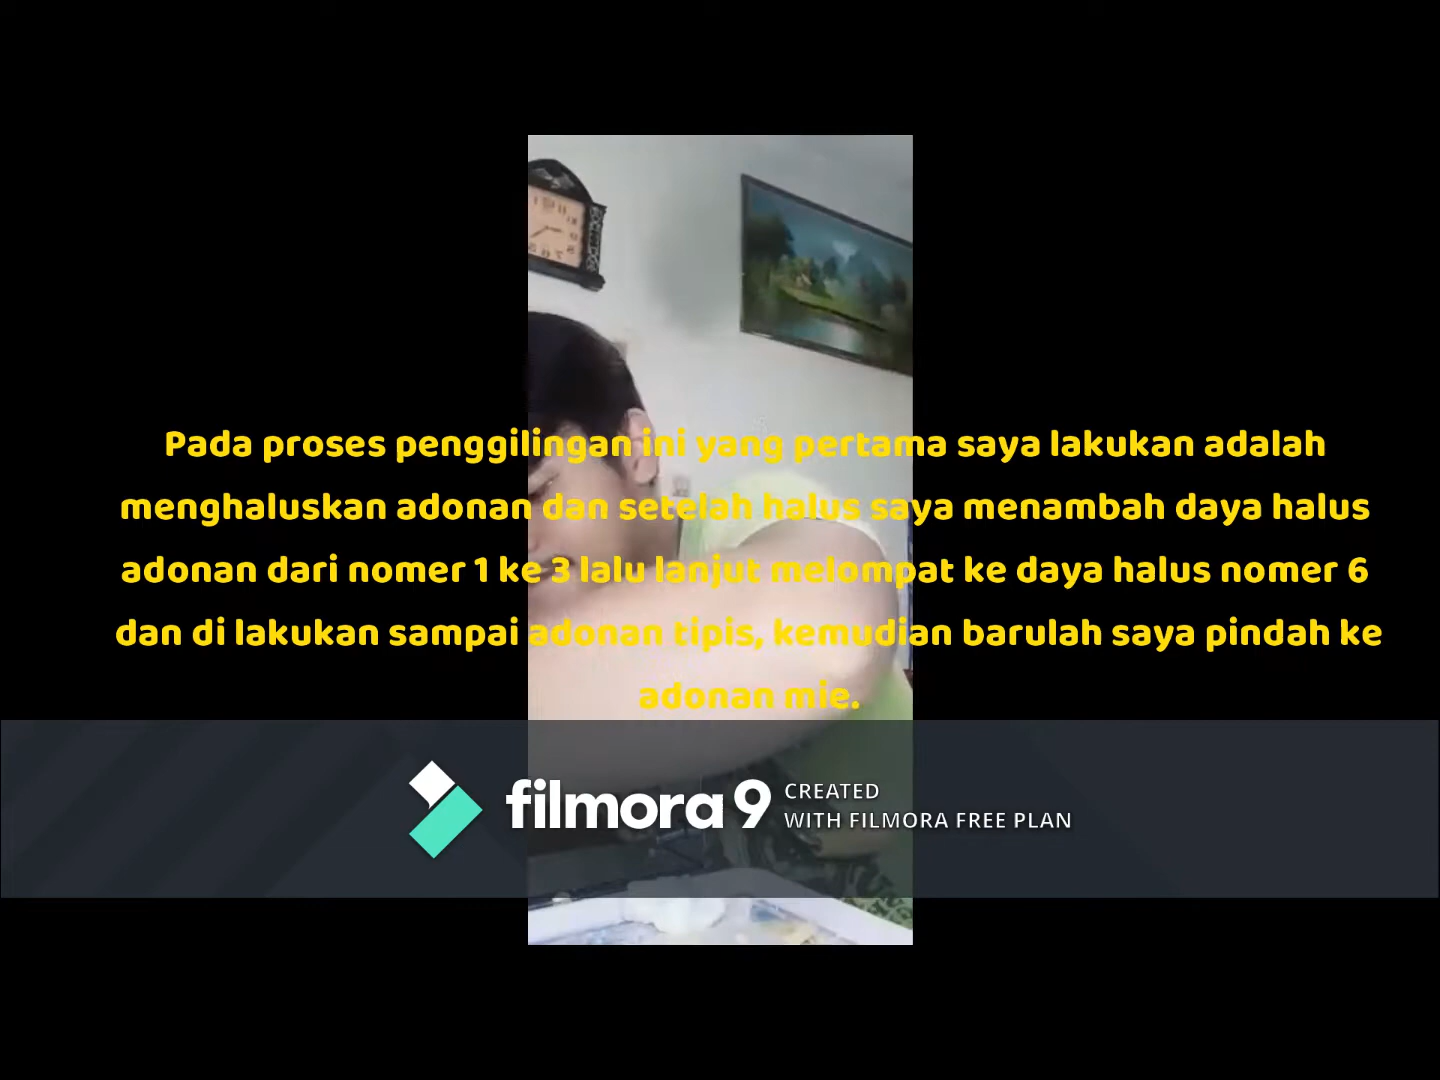 Pada proses penggilingan ini yang pertama saya lakukan adalah
menghaluskan adonan dan setelah halus saya menambah daya halus
adonan dari nomer 1 ke 3 lalu lanjut melompat ke daya halus nomer 6
dan di lakukan sampai adonan tipis, kemudian barulah saya pindah ke
adonan mie.
filmora 9 CREATED
WITH FILMORA FREE PLAN